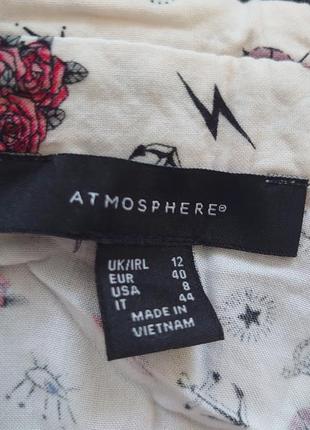 ATMOSPHERE®
UK/IRL 12
EUR 40
USA 8
IT 44
MADE IN
VIETNAM